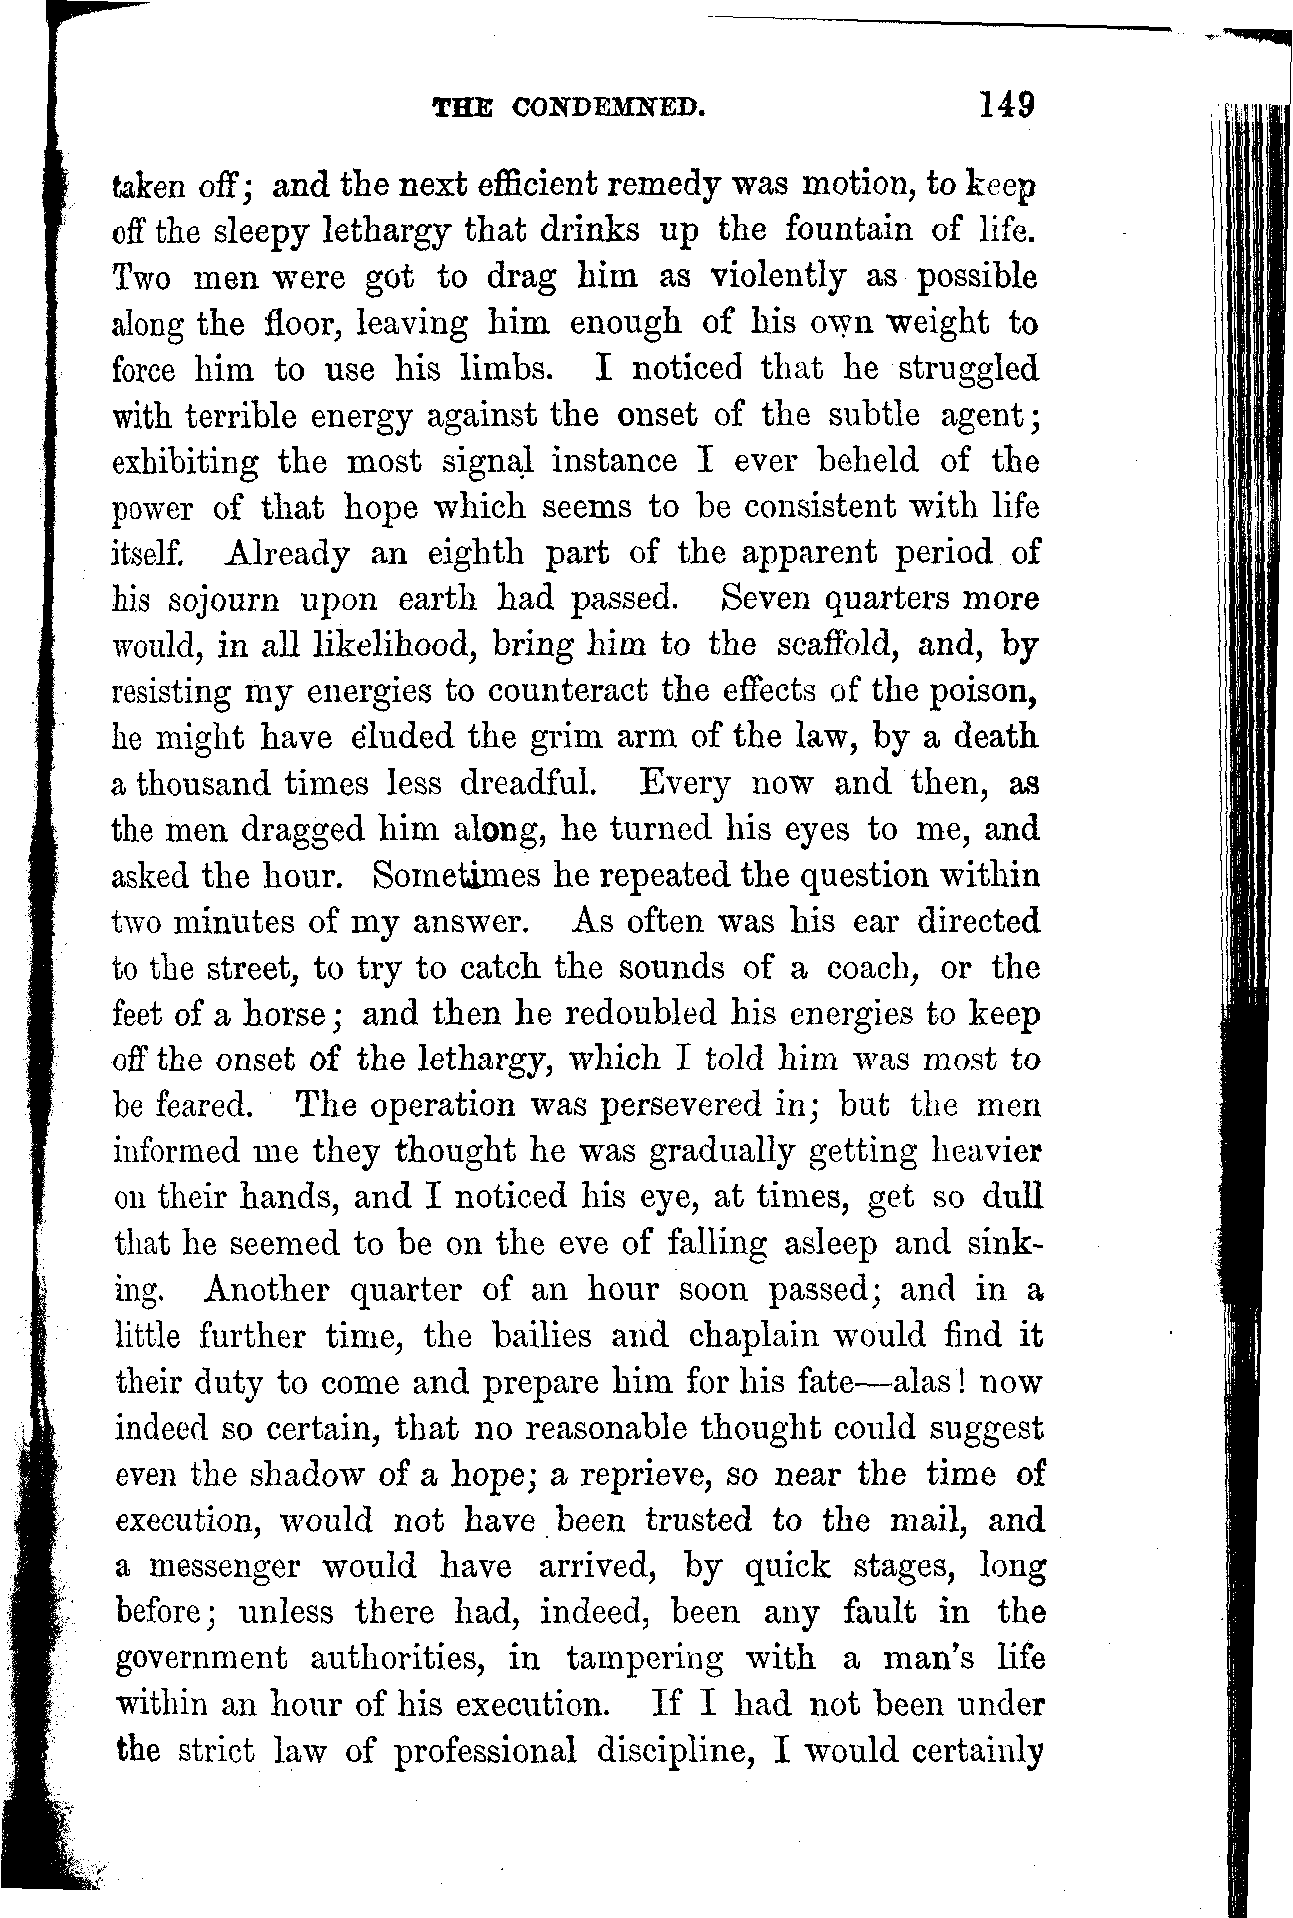 THE CONDEMNED. 149
taken off; and the next efficient remedy was motion, to keep
off the sleepy lethargy that drinks up the fountain of life.
Two men were got to drag him as violently as possible
along the floor, leaving him enough of his own weight to
force him to use his limbs. I noticed that he struggled
with terrible energy against the onset of the subtle agent;
exhibiting the most signal instance I ever beheld of the
power of that hope which seems to be consistent with life
itself. Already an eighth part of the apparent period of
his sojourn upon earth had passed. Seven quarters more
would, in all likelihood, bring him to the scaffold, and, by
resisting my energies to counteract the effects of the poison,
he might have eluded the grim arm of the law, by a death
a thousand times less dreadful. Every now and then, as
the men dragged him along, he turned his eyes to me, and
asked the hour. Sometimes he repeated the question within
two minutes of my answer. As often was his ear directed
to the street, to try to catch the sounds of a coach, or the
feet of a horse; and then he redoubled his energies to keep
off the onset of the lethargy, which I told him was most to
be feared. The operation was persevered in; but the men
informed me they thought he was gradually getting heavier
on their hands, and I noticed his eye, at times, get so dull
that he seemed to be on the eve of falling asleep and sink-
ing. Another quarter of an hour soon passed; and in a
little further time, the bailies and chaplain would find it
their duty to come and prepare him for his fate—alas! now
indeed so certain, that no reasonable thought could suggest
even the shadow of a hope; a reprieve, so near the time of
execution, would not have been trusted to the mail, and
a messenger would have arrived, by quick stages, long
before; unless there had, indeed, been any fault in the
government authorities, in tampering with a man's life
within an hour of his execution. If I had not been under
the strict law of professional discipline, I would certainly